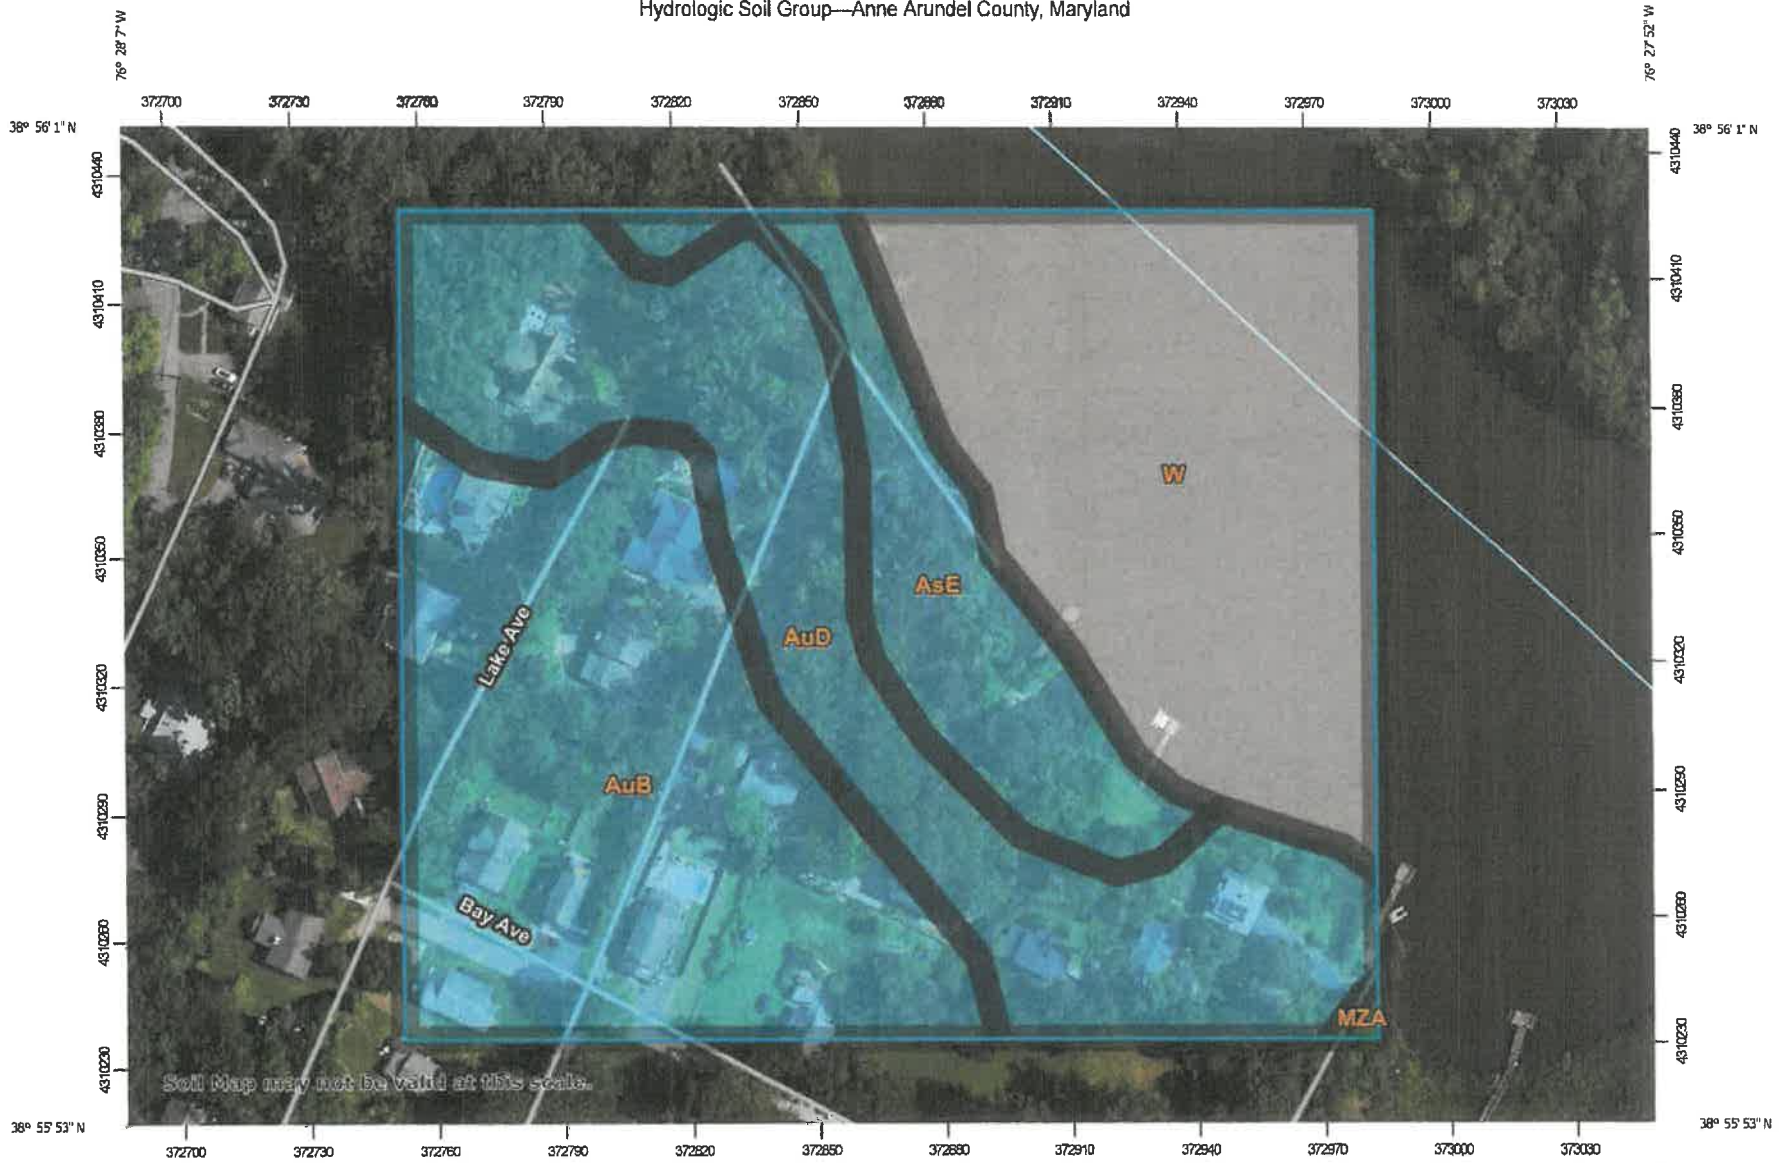 Hydrologic Soil Group—Anne Arundel County, Maryland
76° 28' 7" W
76° 27' 52" W
372700 372730 372760 372790 372820 372850 372880 372910 372940 372970 373000 373030
38° 56' 1" N
38° 56' 1" N
4310440
4310440
4310410
4310410
4310380
4310380
W
4310350
4310350
AsE
Lake Ave
AuD
4310320
4310320
AuB
4310290
4310290
Bay Ave
4310260
4310260
MZA
4310230
4310230
Soil Map may not be valid at this scale.
38° 55' 53" N
38° 55' 53" N
372700 372730 372760 372790 372820 372850 372880 372910 372940 372970 373000 373030